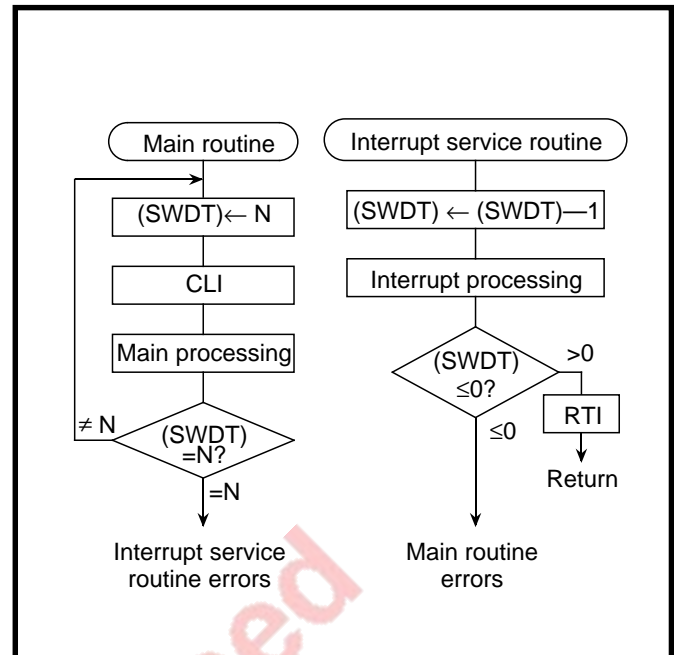 Main routine
(SWDT)← N
CLI
Main processing
≠ N
(SWDT)
=N?
=N
Interrupt service
routine errors
Interrupt service routine
(SWDT) ← (SWDT)—1
Interrupt processing
(SWDT)
≤0?
>0
≤0
RTI
Return
Main routine
errors